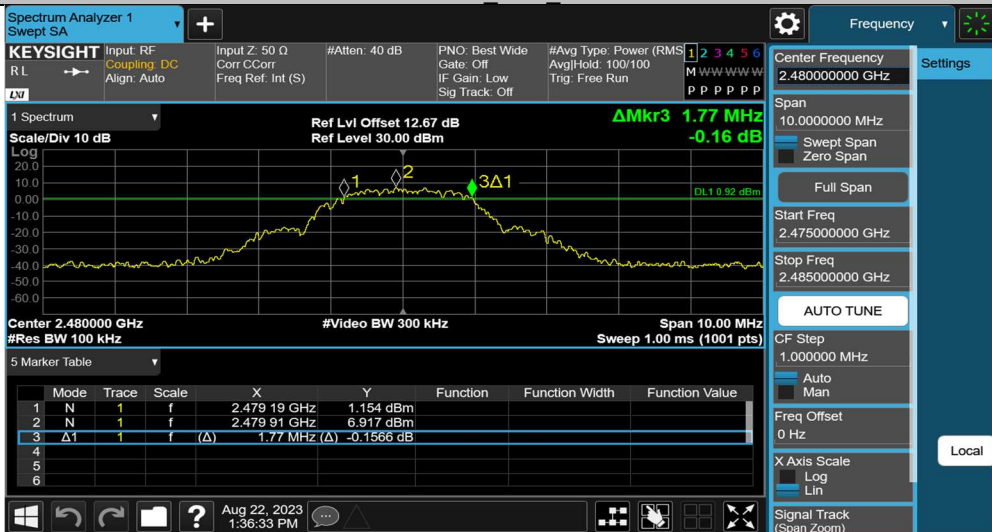 Spectrum Analyzer 1
Swept SA
Frequency
KEYSIGHT
RL
LXI
Input: RF
Coupling: DC
Align: Auto
Input Z: 50 Ω
Corr CCorr
Freq Ref: Int (S)
#Atten: 40 dB
PNO: Best Wide
Gate: Off
IF Gain: Low
Sig Track: Off
#Avg Type: Power (RMS
Avg|Hold: 100/100
Trig: Free Run
1 2 3 4 5 6
M W W W W W
P P P P P P
1 Spectrum
Scale/Div 10 dB
Ref Lvl Offset 12.67 dB
Ref Level 30.00 dBm
ΔMkr3 1.77 MHz
-0.16 dB
Log
20.0
10.0
0.00
-10.0
-20.0
-30.0
-40.0
-50.0
-60.0
1
2
3Δ1
DL1 0.92 dBm
Center 2.480000 GHz
#Res BW 100 kHz
#Video BW 300 kHz
Span 10.00 MHz
Sweep 1.00 ms (1001 pts)
5 Marker Table
Mode Trace Scale X Y Function Function Width Function Value
1 N 1 f 2.479 19 GHz 1.154 dBm
2 N 1 f 2.479 91 GHz 6.917 dBm
3 Δ1 1 f (Δ) 1.77 MHz (Δ) -0.1566 dB
4
5
6
Aug 22, 2023
1:36:33 PM
Center Frequency
2.480000000 GHz
Span
10.0000000 MHz
Swept Span
Zero Span
Full Span
Start Freq
2.475000000 GHz
Stop Freq
2.485000000 GHz
AUTO TUNE
CF Step
1.000000 MHz
Auto
Man
Freq Offset
0 Hz
X Axis Scale
Log
Lin
Signal Track
(Span Zoom)
Settings
Local